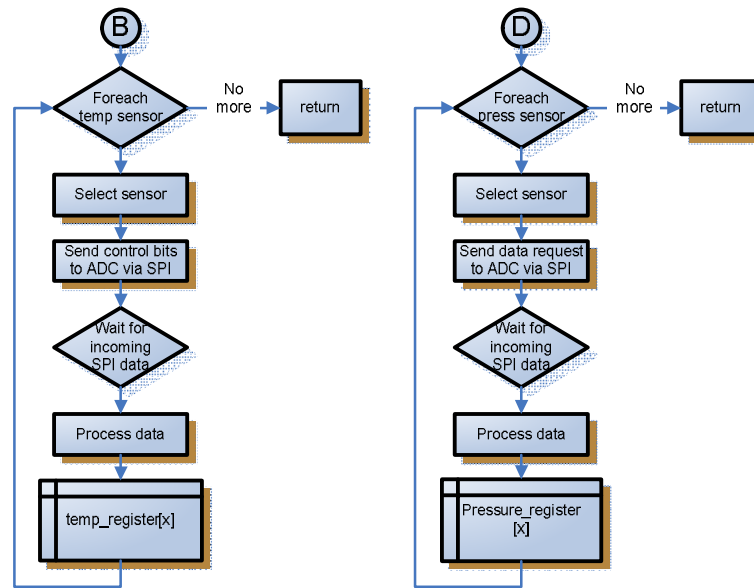 B
Foreach
temp sensor
No
more
return
Select sensor
Send control bits
to ADC via SPI
Wait for
incoming
SPI data
Process data
temp_register[x]
D
Foreach
press sensor
No
more
return
Select sensor
Send data request
to ADC via SPI
Wait for
incoming
SPI data
Process data
Pressure_register
[x]